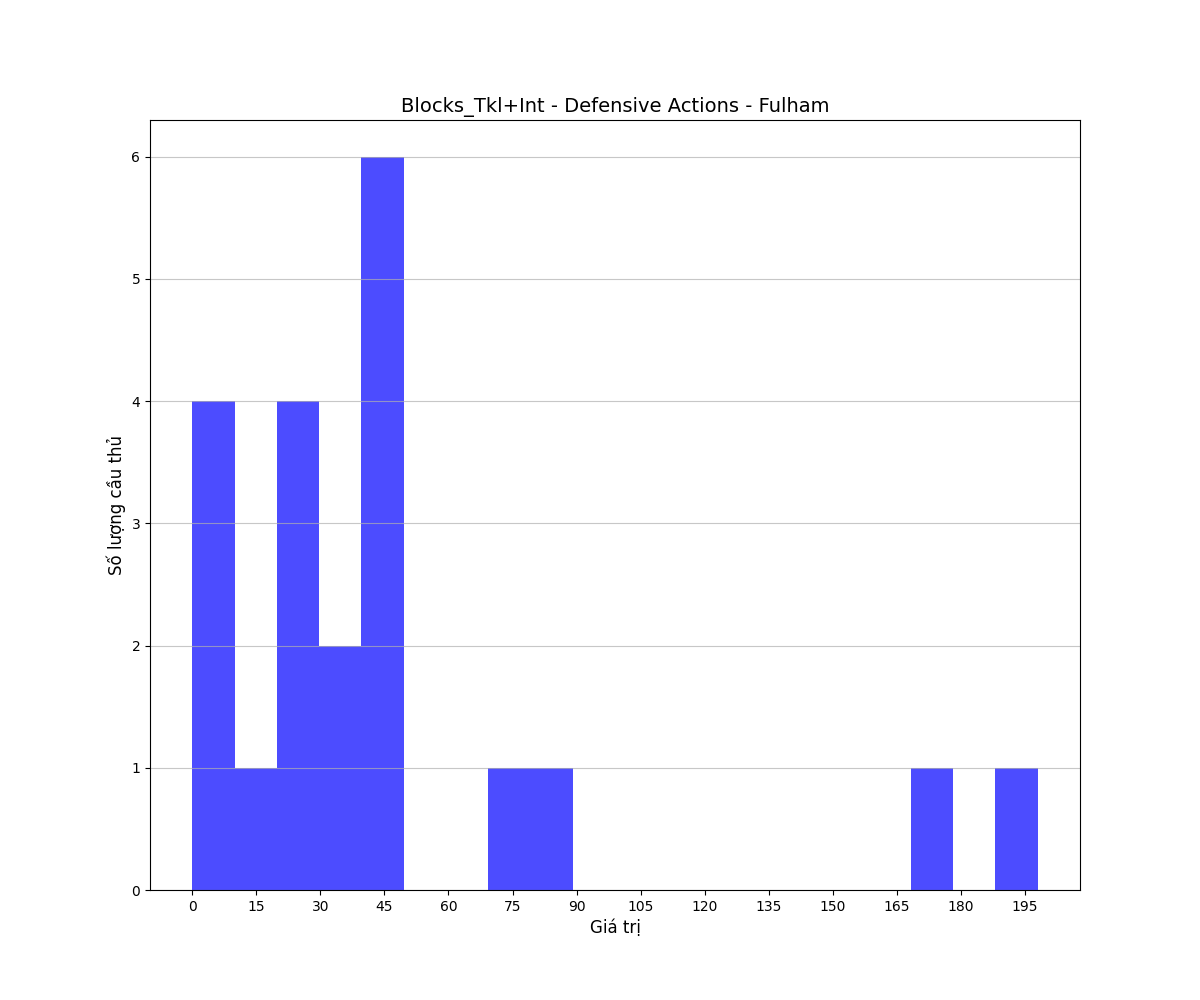 Blocks_Tkl+Int - Defensive Actions - Fulham
6
5
4
3
2
1
0
Số lượng cầu thủ
0 15 30 45 60 75 90 105 120 135 150 165 180 195
Giá trị